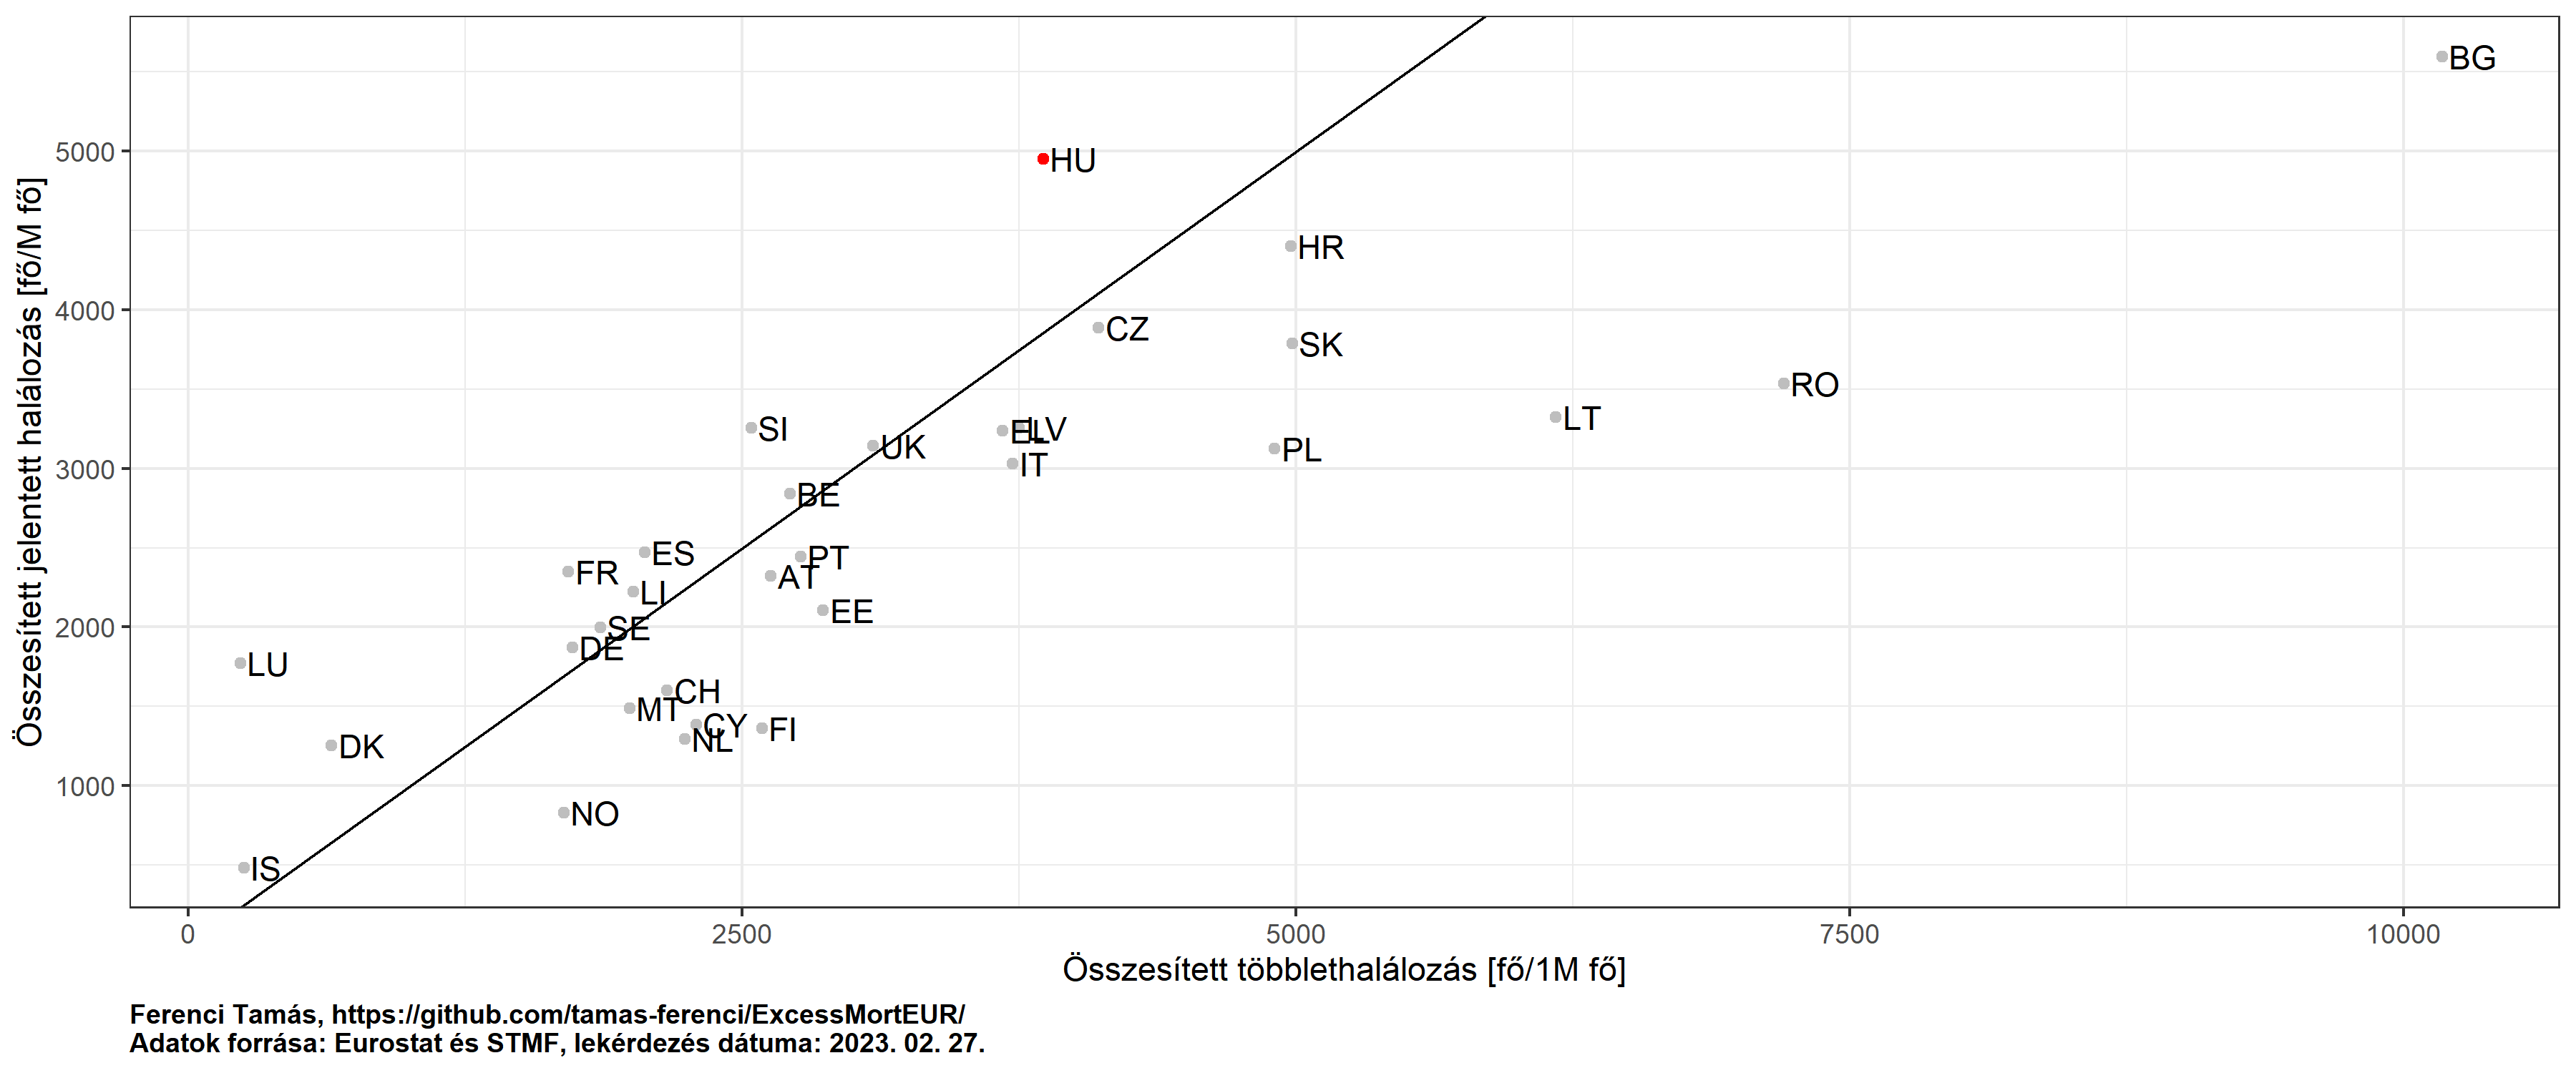 BG
5000
HU
HR
4000
CZ
SK
RO
LT
SI
UK
EL
LV
PL
3000
IT
BE
ES
PT
FR
AT
LI
EE
2000
SE
DE
LU
CH
MT
CY
FI
NL
DK
1000
NO
IS
Összesített jelentett halálozás [fő/M fő]
0 2500 5000 7500 10000
Összesített többlethalálozás [fő/1M fő]
Ferenci Tamás, https://github.com/tamas-ferenci/ExcessMortEUR/
Adatok forrása: Eurostat és STMF, lekérdezés dátuma: 2023. 02. 27.